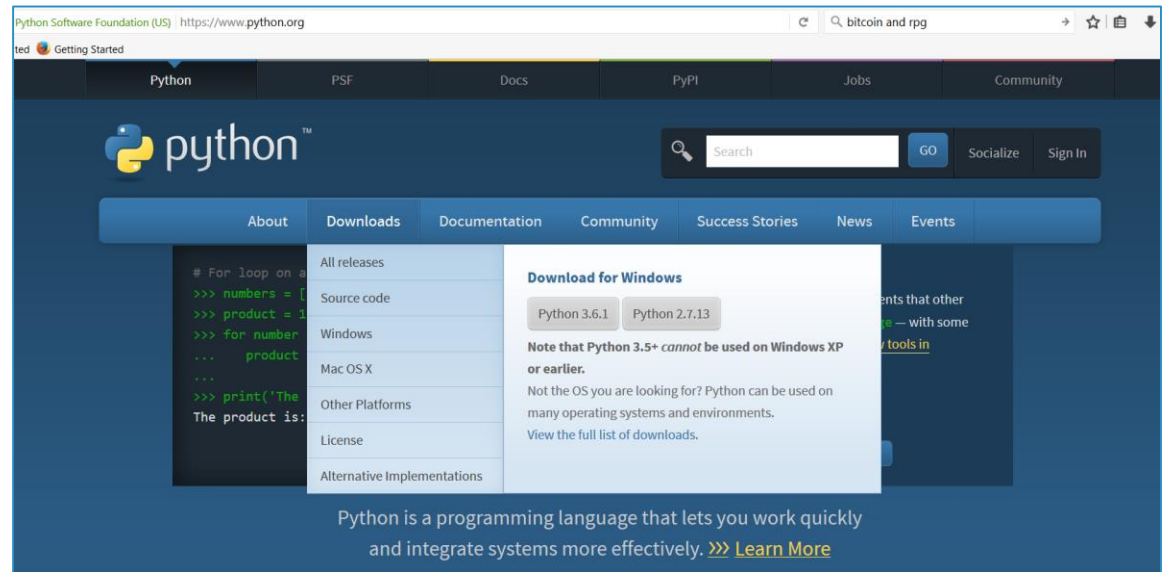 Python Software Foundation (US) https://www.python.org
bitcoin and rpg
ted Getting Started
Python PSF Docs PyPI Jobs Community
python™
Search GO Socialize Sign In
About Downloads Documentation Community Success Stories News Events
All releases
Source code
Windows
Mac OS X
Other Platforms
License
Alternative Implementations
Download for Windows
Python 3.6.1 Python 2.7.13
Note that Python 3.5+ cannot be used on Windows XP
or earlier.
Not the OS you are looking for? Python can be used on
many operating systems and environments.
View the full list of downloads.
# For loop on a
>>> numbers = [
>>> product = 1
>>> for number
... product
...
>>> print('The
The product is:
ents that other
— with some
tools in
Python is a programming language that lets you work quickly
and integrate systems more effectively. >>> Learn More